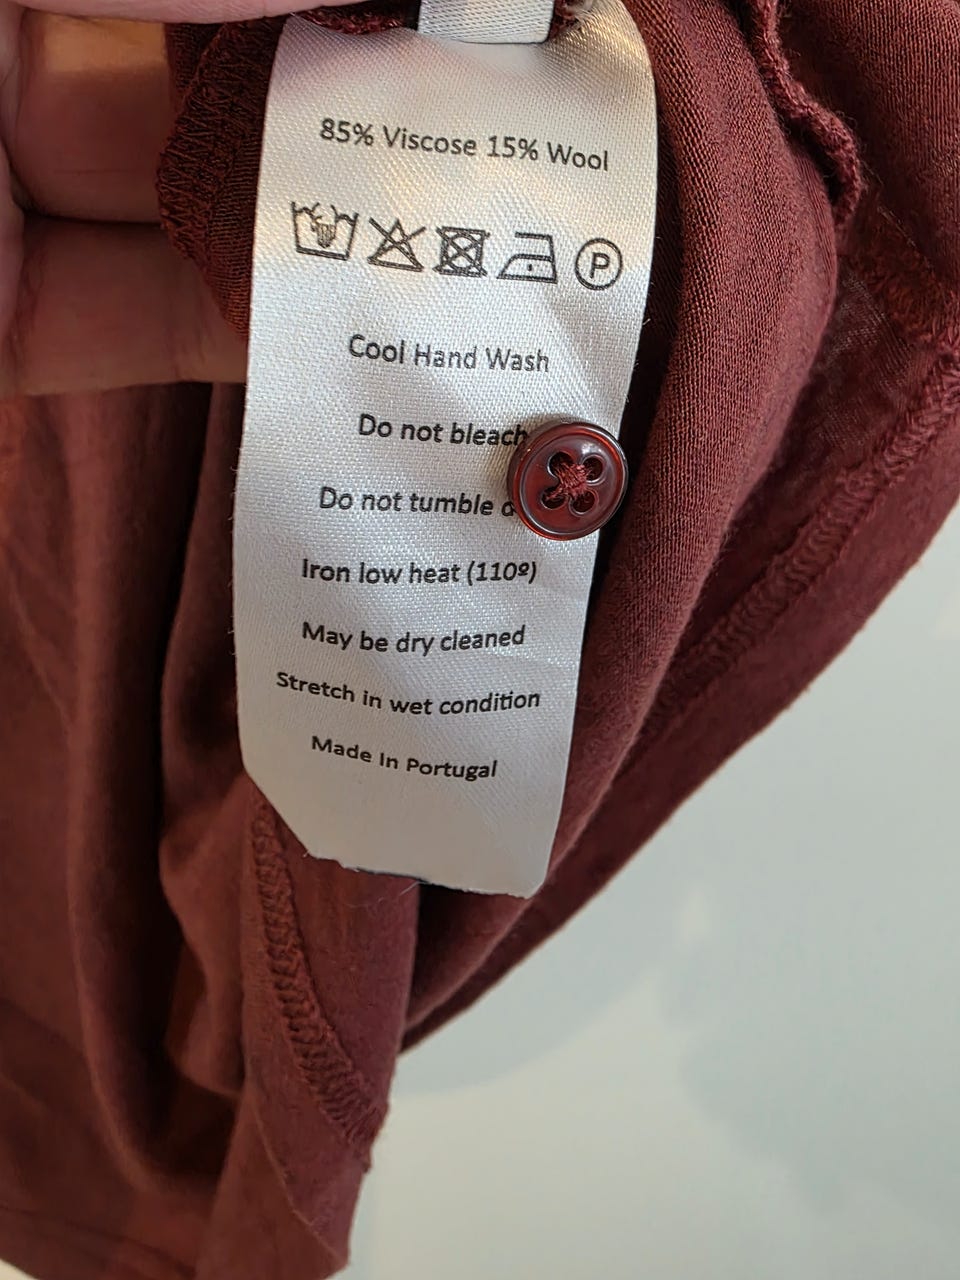 85% Viscose 15% Wool
P
Cool Hand Wash
Do not bleach
Do not tumble
Iron low heat (110º)
May be dry cleaned
Stretch in wet condition
Made In Portugal